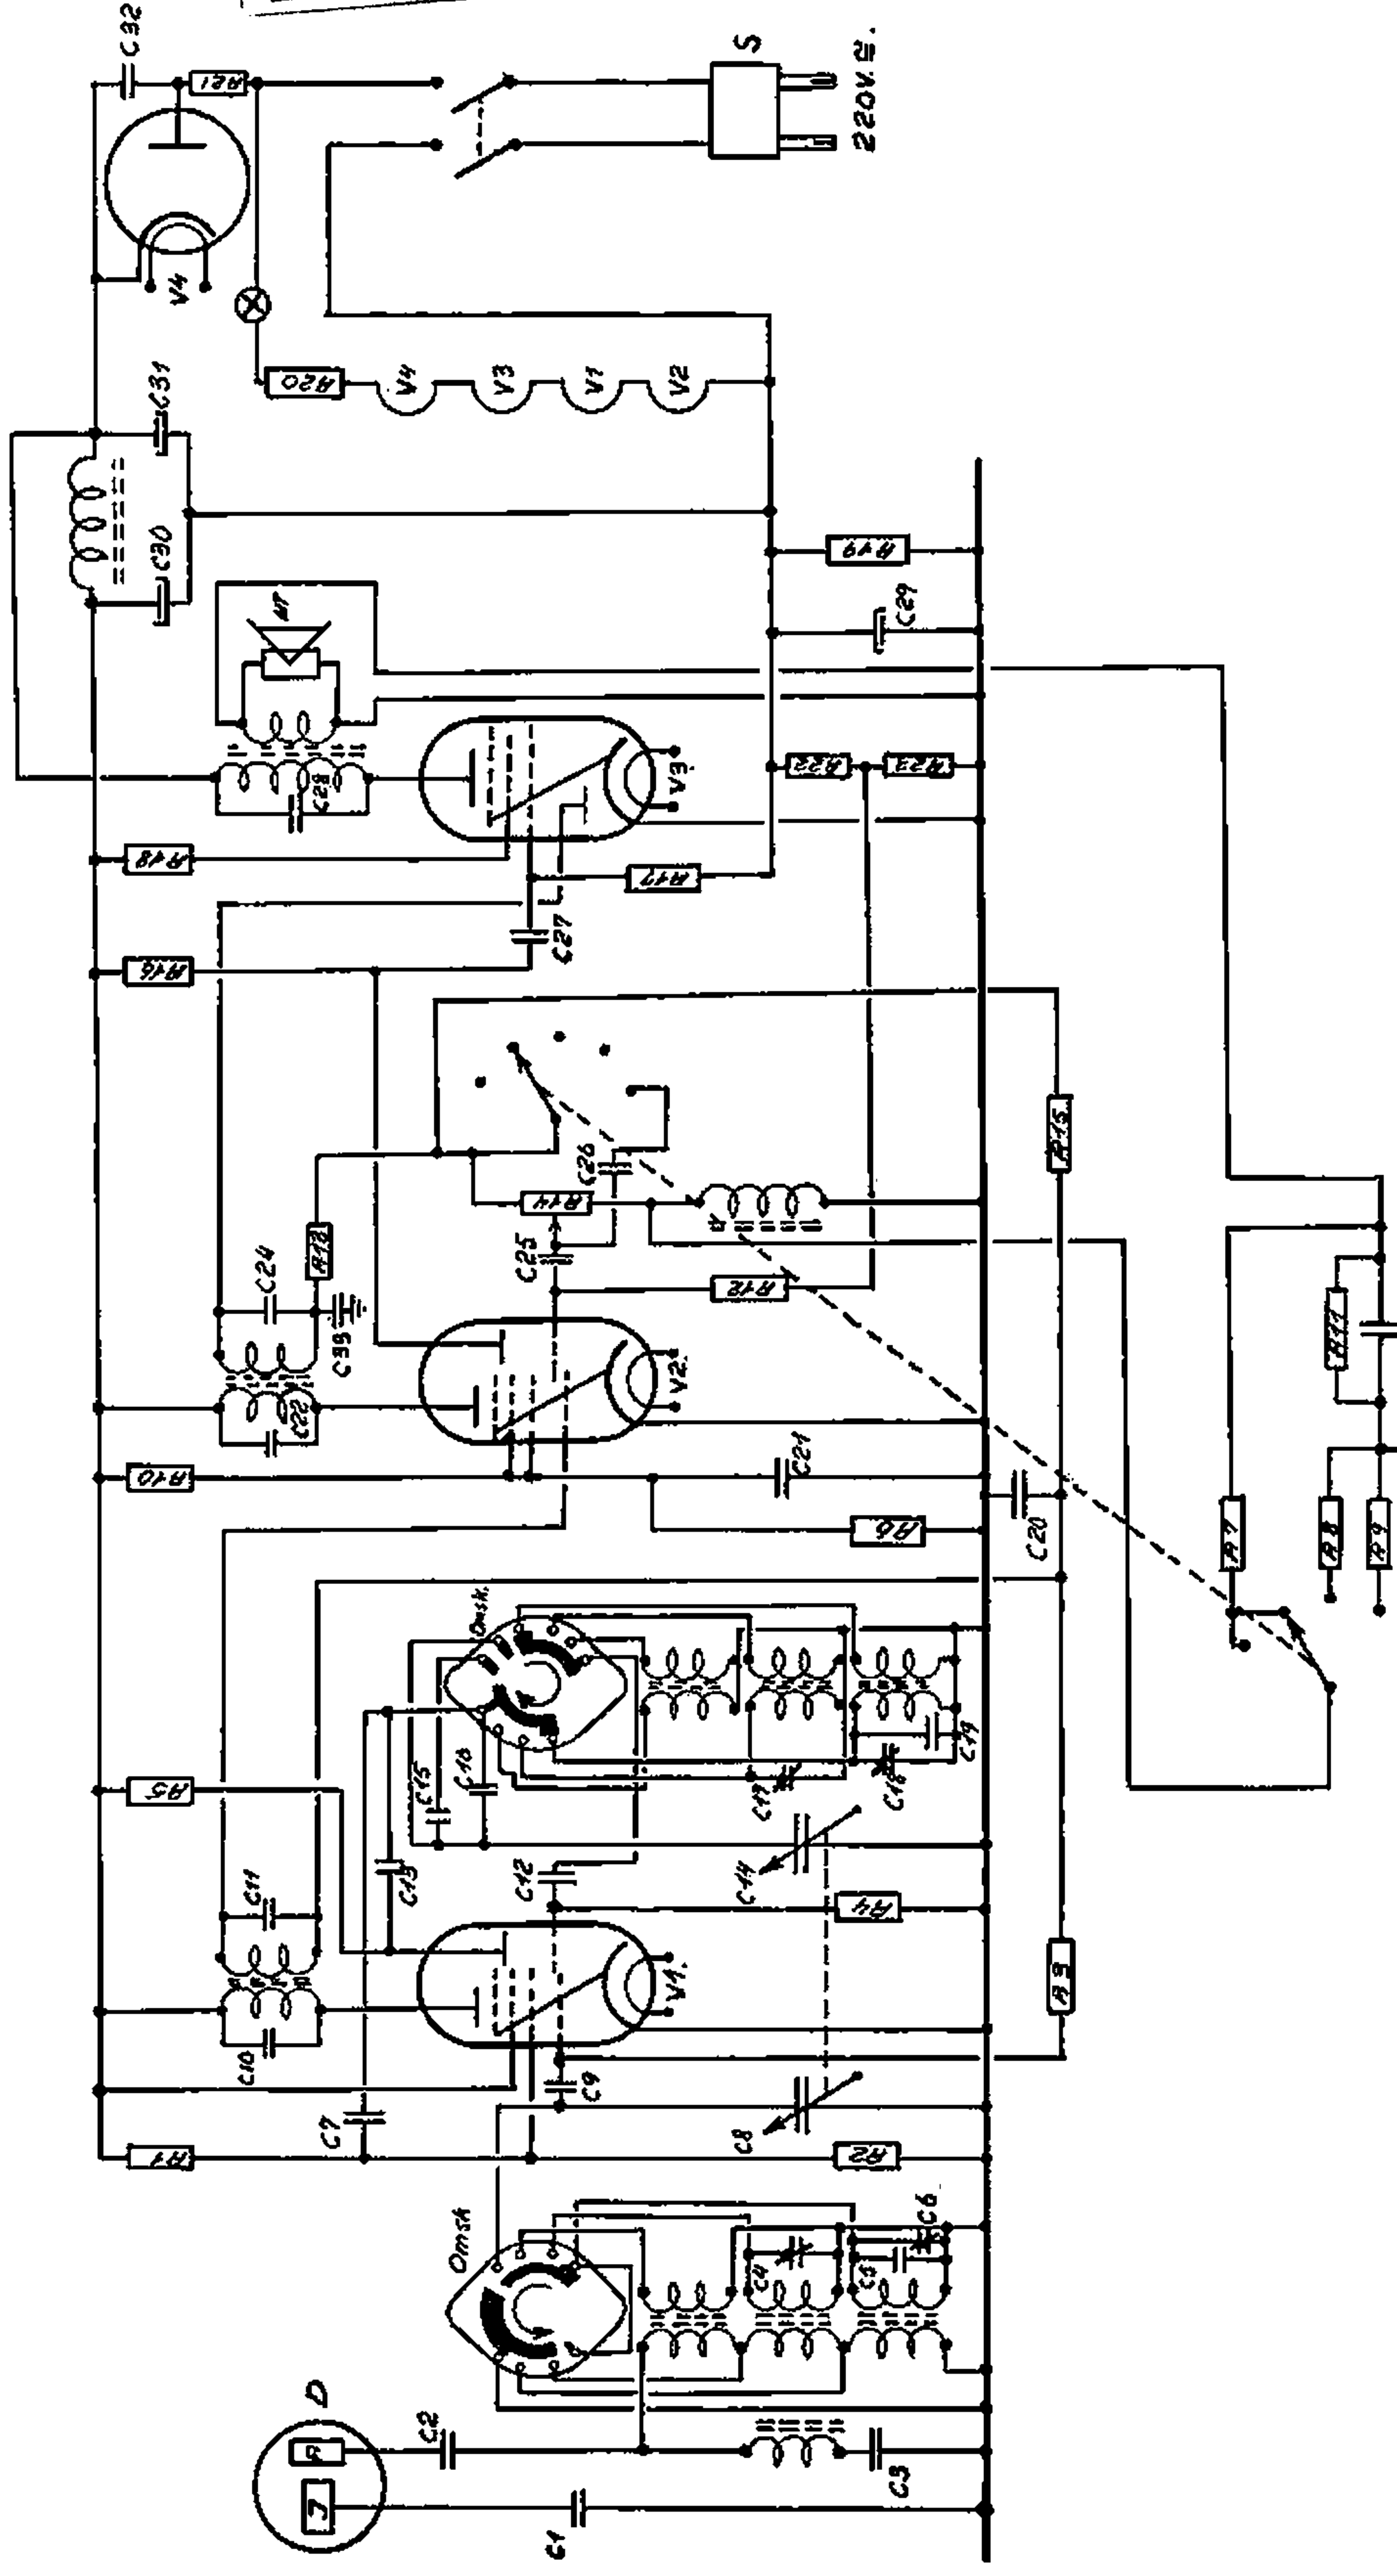 D
J
A
C1
C2
C3
Omsk
C4
C5
C6
R1
C7
C8
R2
C9
C10
C11
V1.
R3
R4
C12
C13
C14
R5
C15
C16
C17
C18
C19
Omsk.
R6
C20
C21
R10
C22
C24
C33
R13
V2.
R12
C25
R14
C26
R15
R7
R8
R9
R11
R16
C27
R17
R18
C28
HT
V3.
R22
R23
C29
R19
C30
C31
R20
V4
V3
V1
V2
V4
C32
R21
S
220V. =.